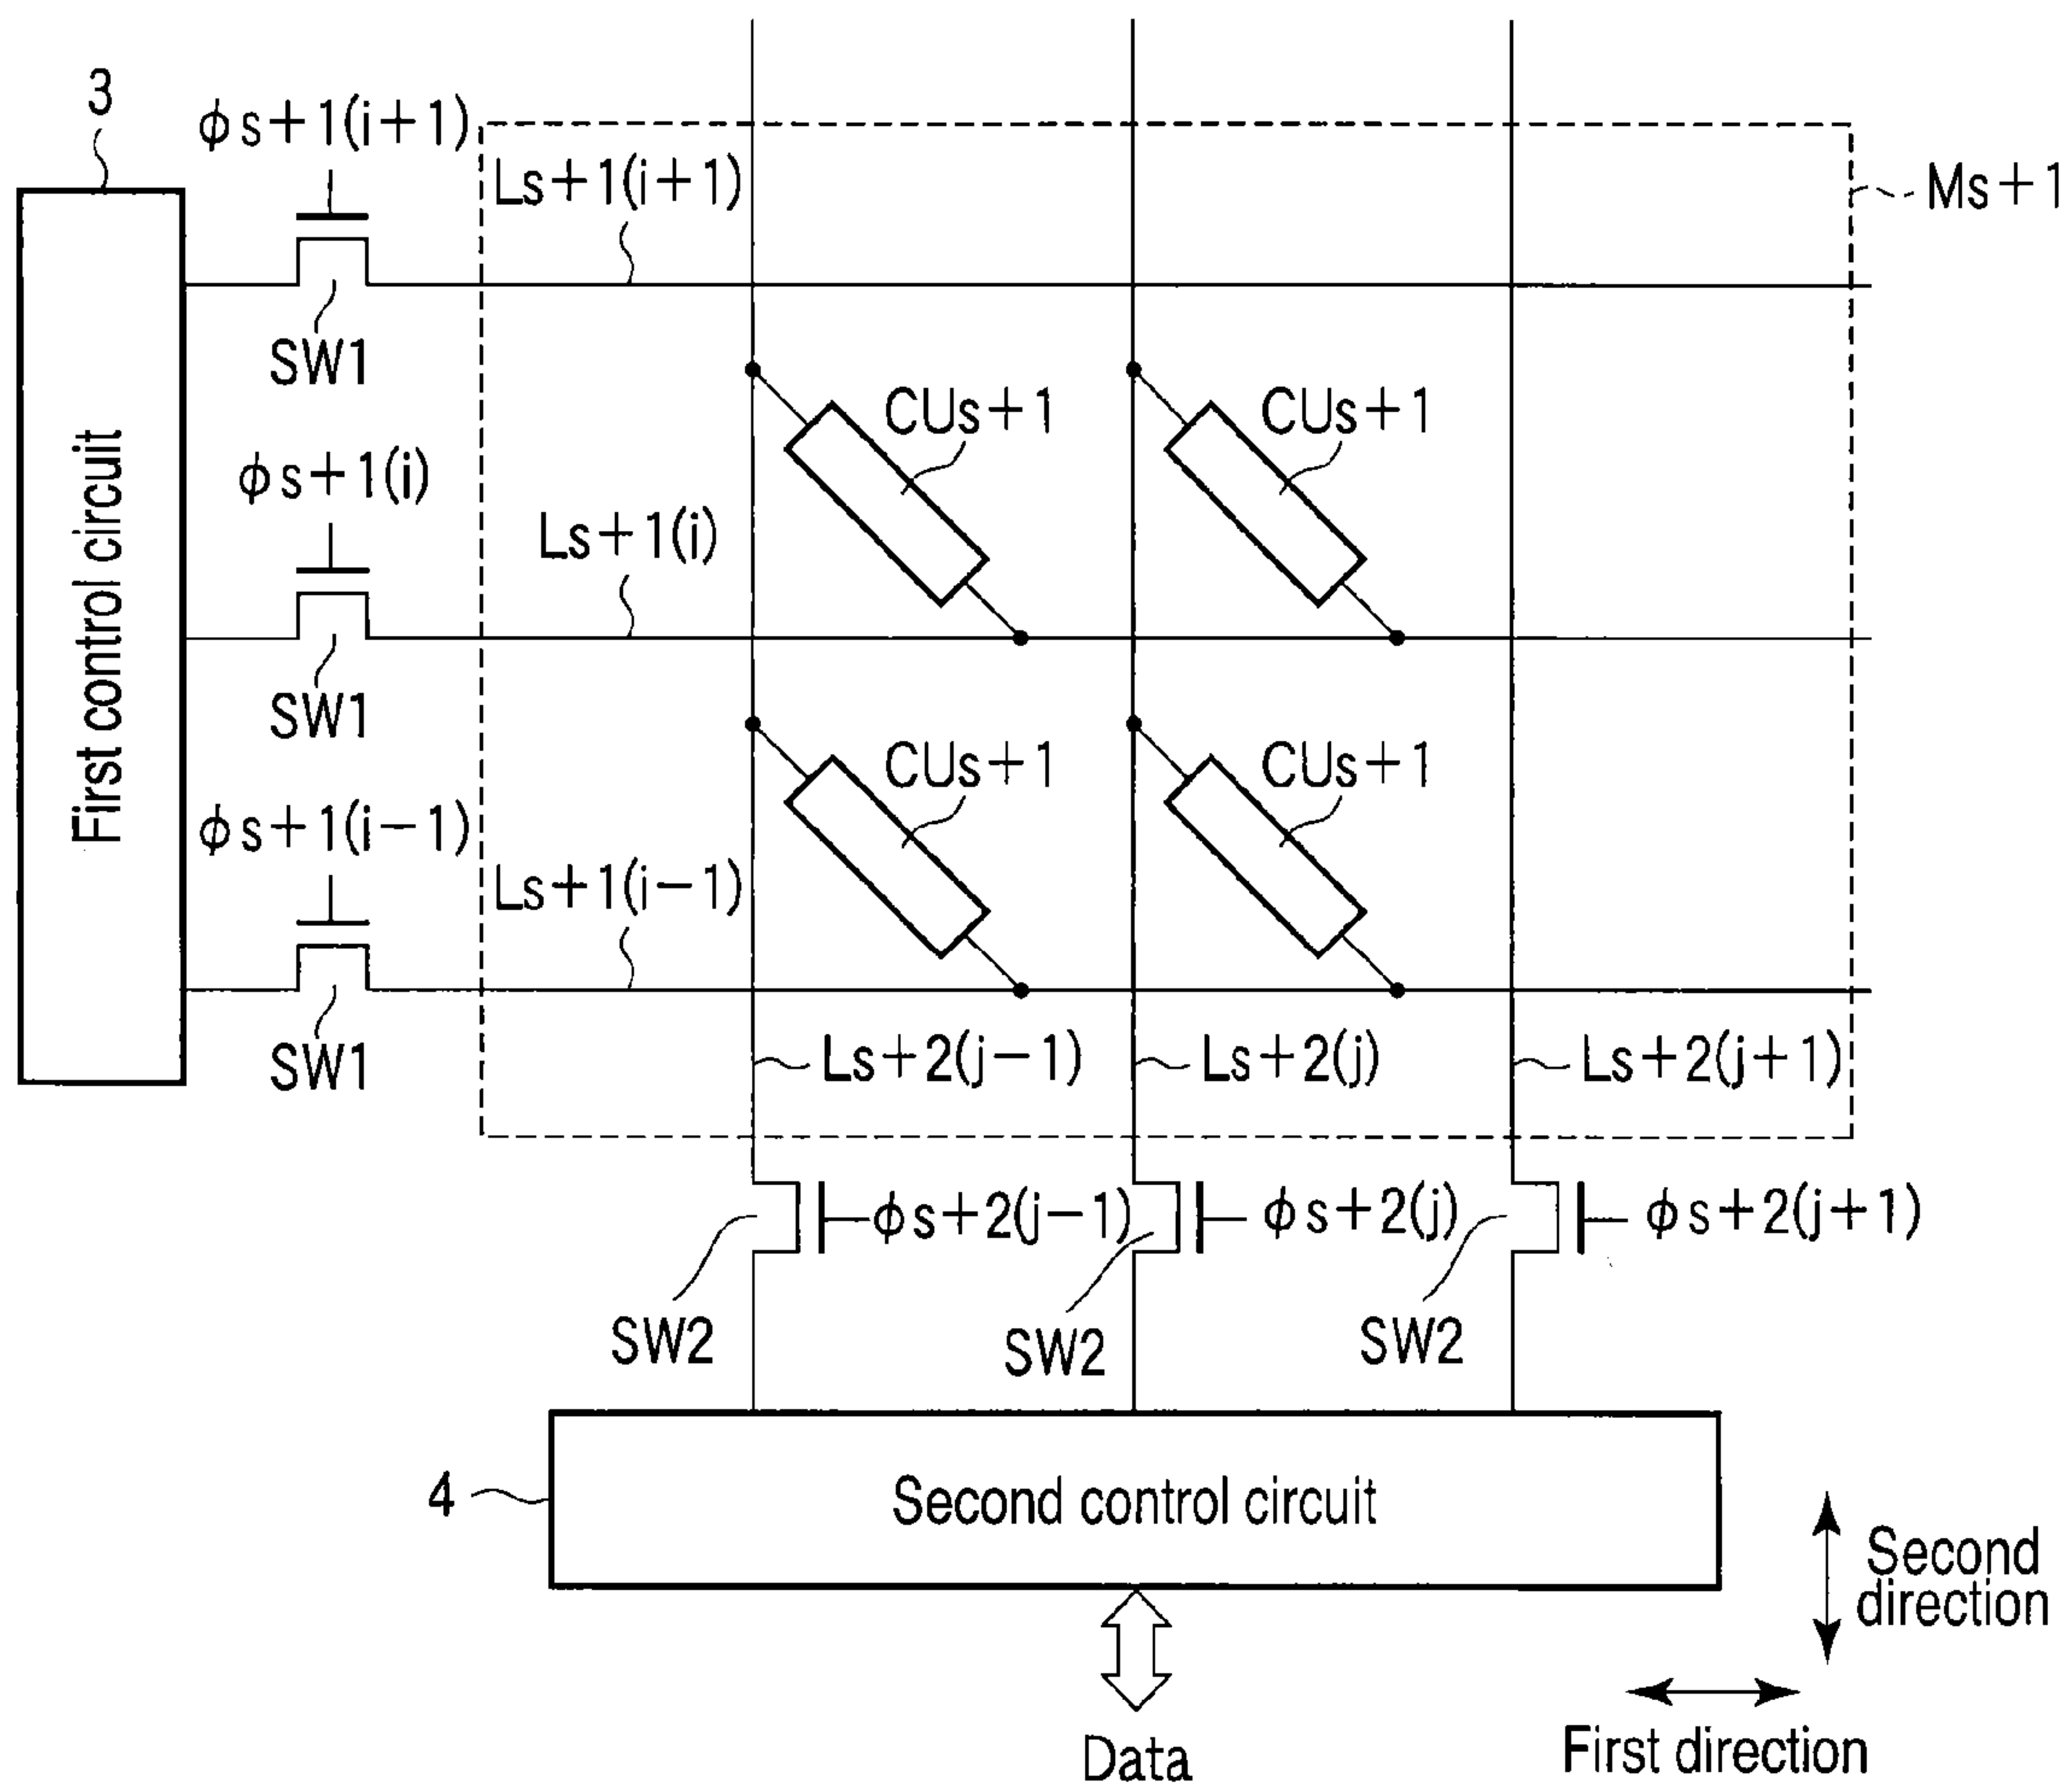 3
ϕs+1(i+1)
Ls+1(i+1)
Ms+1
SW1
CUs+1
CUs+1
First control circuit
ϕs+1(i)
Ls+1(i)
SW1
CUs+1
CUs+1
ϕs+1(i−1)
Ls+1(i−1)
SW1
Ls+2(j−1)
Ls+2(j)
Ls+2(j+1)
ϕs+2(j−1)
ϕs+2(j)
ϕs+2(j+1)
SW2
SW2
SW2
4
Second control circuit
Second
direction
First direction
Data